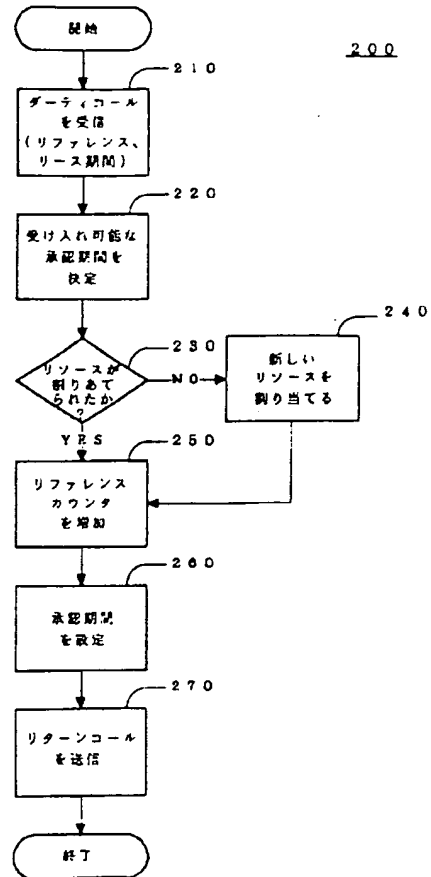 開始
200
210
ダーティコール
を受信
(リファレンス、
リース期間)
220
受け入れ可能な
承認期間を
決定
230
リソースが
割りあて
られたか
?
NO
240
新しい
リソースを
割り当てる
YES
250
リファレンス
カウンタ
を増加
260
承認期間
を設定
270
リターンコール
を送信
終了